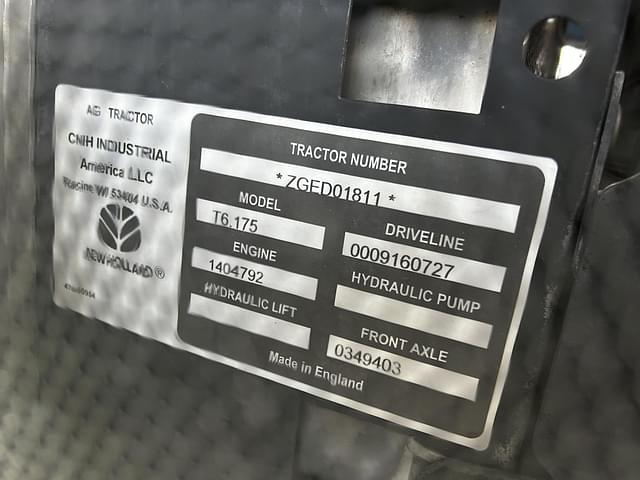 AG TRACTOR
CNH INDUSTRIAL
America LLC
Racine WI 53404 U.S.A.
NEW HOLLAND ®
TRACTOR NUMBER
* ZGED01811 *
MODEL
T6.175
DRIVELINE
0009160727
ENGINE
1404792
HYDRAULIC PUMP
HYDRAULIC LIFT
FRONT AXLE
0349403
Made in England